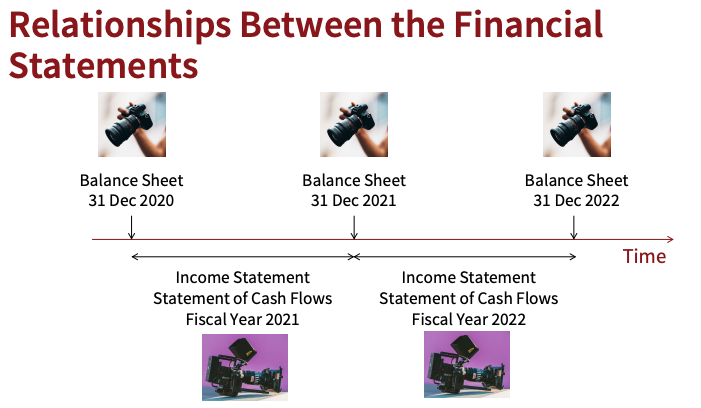 Relationships Between the Financial
Statements
Balance Sheet
31 Dec 2020
Balance Sheet
31 Dec 2021
Balance Sheet
31 Dec 2022
Time
Income Statement
Statement of Cash Flows
Fiscal Year 2021
Income Statement
Statement of Cash Flows
Fiscal Year 2022